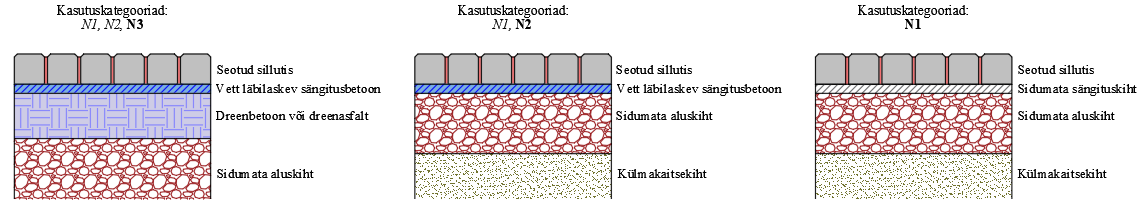 Kasutuskategooriad:
N1, N2, N3
Seotud sillutis
Vett läbilaskev sängitusbetoon
Dreenbetoon või dreenasfalt
Sidumata aluskiht
Kasutuskategooriad:
N1, N2
Seotud sillutis
Vett läbilaskev sängitusbetoon
Sidumata aluskiht
Külmakaitsekiht
Kasutuskategooriad:
N1
Seotud sillutis
Sidumata sängituskiht
Sidumata aluskiht
Külmakaitsekiht